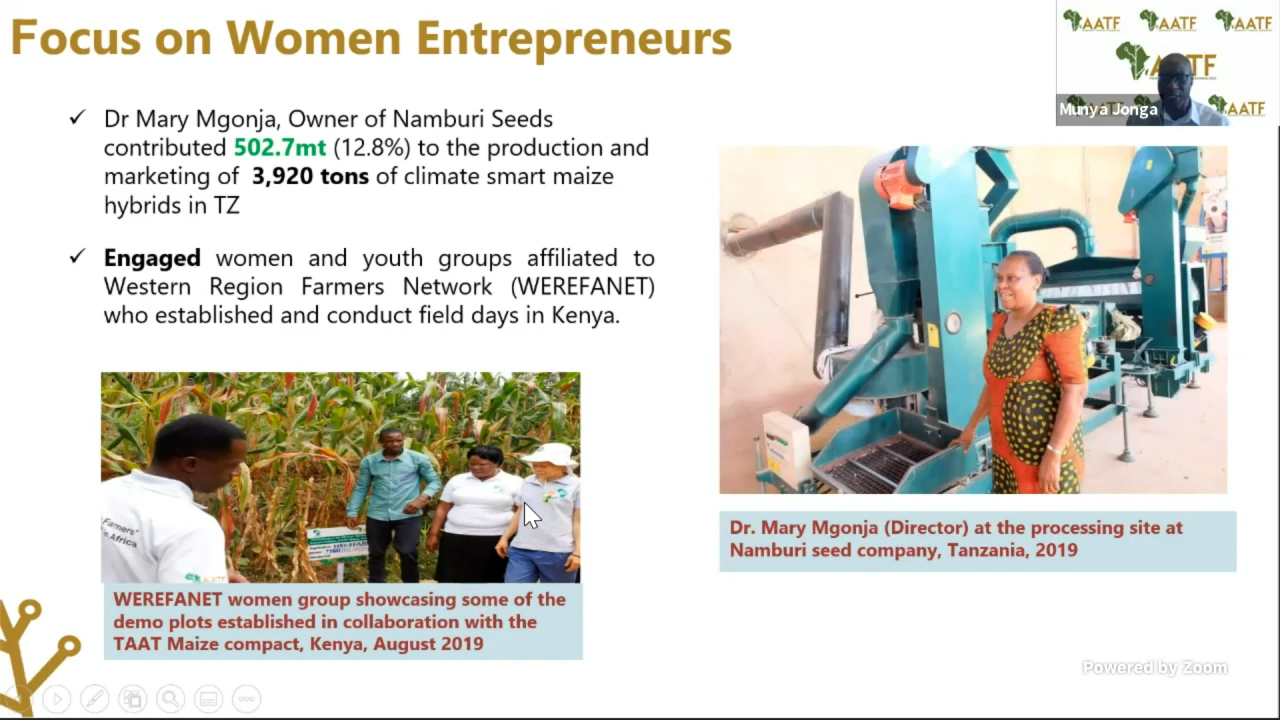 Focus on Women Entrepreneurs
✓ Dr Mary Mgonja, Owner of Namburi Seeds
contributed 502.7mt (12.8%) to the production and
marketing of 3,920 tons of climate smart maize
hybrids in TZ
✓ Engaged women and youth groups affiliated to
Western Region Farmers Network (WEREFANET)
who established and conduct field days in Kenya.
Farmers'
Africa
AATF
WEREFANET women group showcasing some of the
demo plots established in collaboration with the
TAAT Maize compact, Kenya, August 2019
AATF AATF AATF
AATF
Munya Jonga
AATF
Dr. Mary Mgonja (Director) at the processing site at
Namburi seed company, Tanzania, 2019
Powered by Zoom